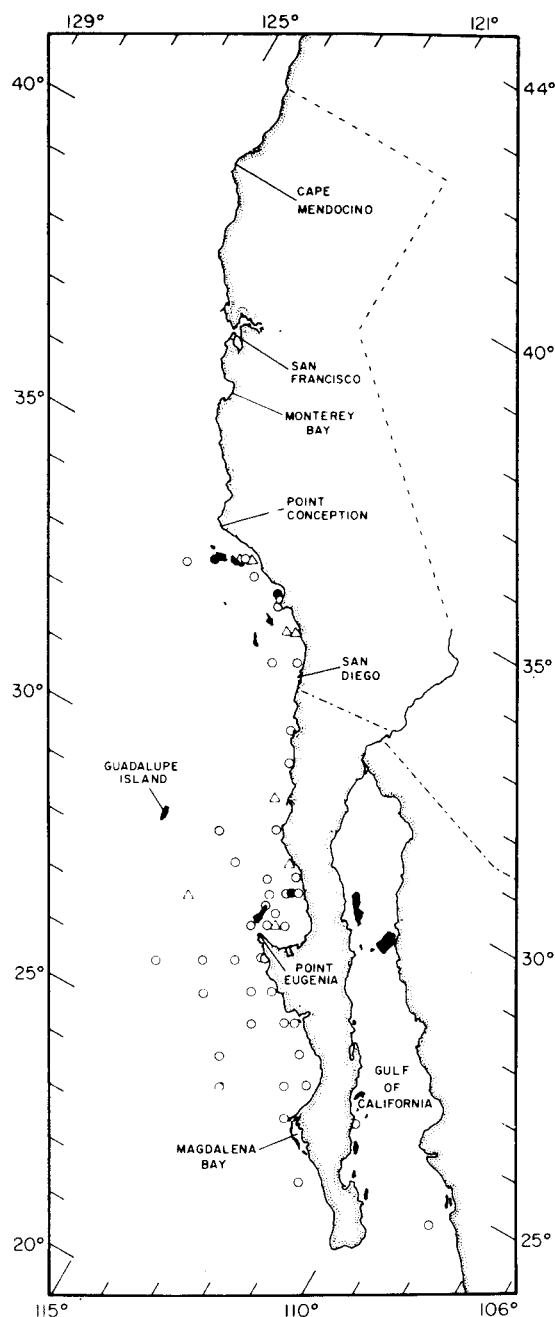 129° 125° 121°
40° 44°
CAPE
MENDOCINO
SAN
FRANCISCO
40°
35°
MONTEREY
BAY
POINT
CONCEPTION
35°
SAN
DIEGO
30°
GUADALUPE
ISLAND
30°
25°
POINT
EUGENIA
GULF
OF
CALIFORNIA
MAGDALENA
BAY
20° 25°
115° 110° 106°